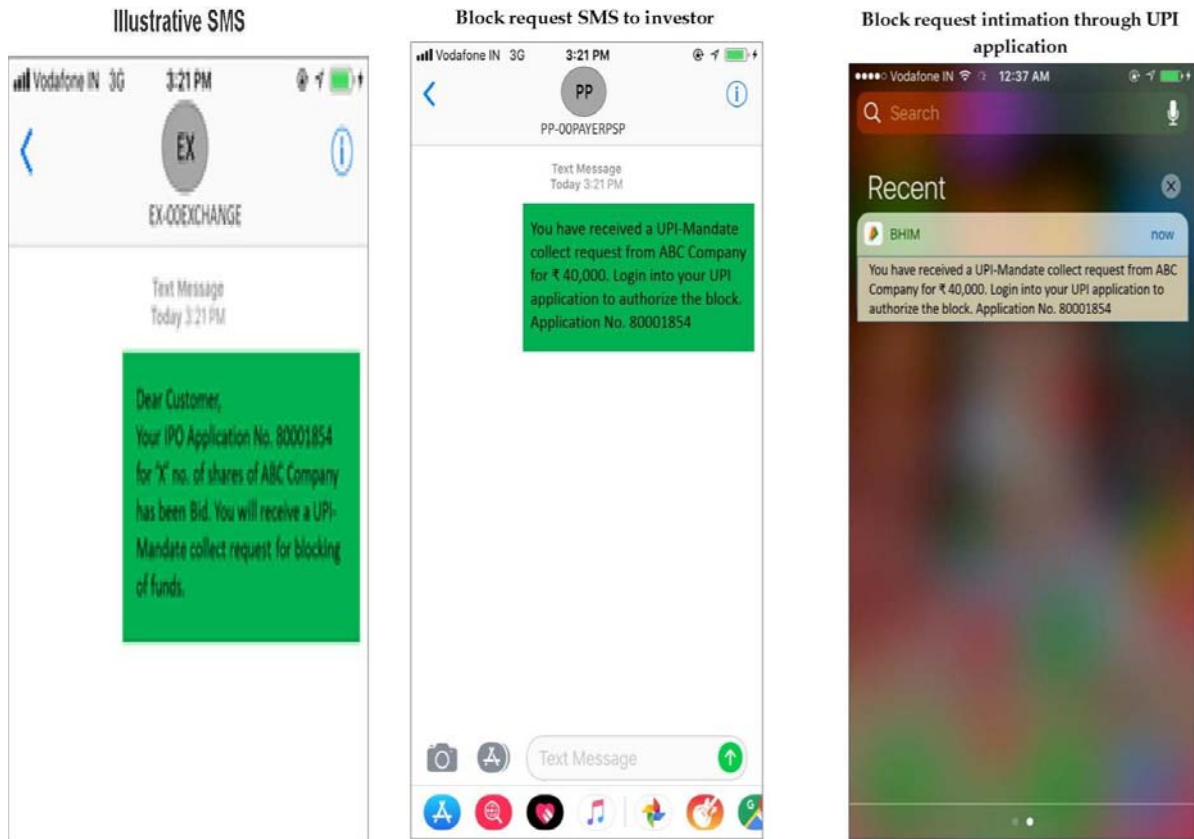 Illustrative SMS
Vodafone IN 3G 3:21 PM
EX
EX-00EXCHANGE
Text Message
Today 3:21 PM
Dear Customer,
Your IPO Application No. 80001854
for "X" no. of shares of ABC Company
has been Bid. You will receive a UPI-
Mandate collect request for blocking
of funds.
Block request SMS to investor
Vodafone IN 3G 3:21 PM
PP
PP-00PAYERPSP
Text Message
Today 3:21 PM
You have received a UPI-Mandate
collect request from ABC Company
for ₹ 40,000. Login into your UPI
application to authorize the block.
Application No. 80001854
Text Message
Block request intimation through UPI
application
Vodafone IN 12:37 AM
Search
Recent
BHIM now
You have received a UPI-Mandate collect request from ABC
Company for ₹ 40,000. Login into your UPI application to
authorize the block. Application No. 80001854